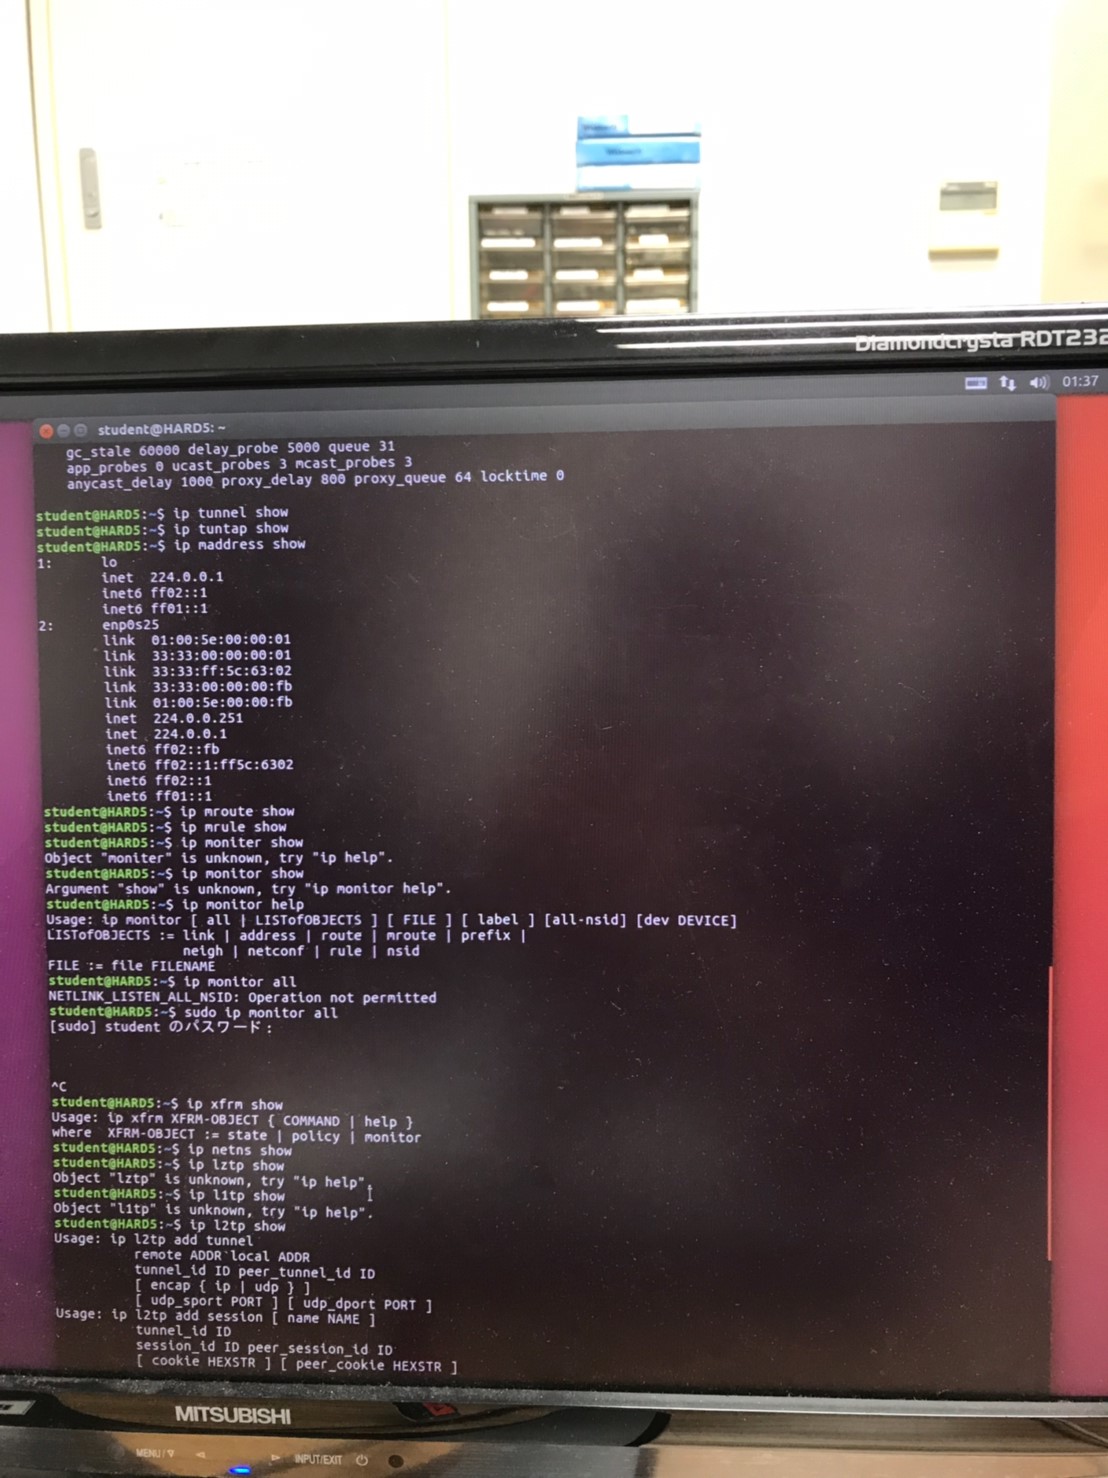 Diamondcrysta RDT232
01:37
student@HARD5: ~
gc_stale 60000 delay_probe 5000 queue 31
app_probes 0 ucast_probes 3 mcast_probes 3
anycast_delay 1000 proxy_delay 800 proxy_queue 64 locktime 0
student@HARD5:~$ ip tunnel show
student@HARD5:~$ ip tuntap show
student@HARD5:~$ ip maddress show
1: lo
inet 224.0.0.1
inet6 ff02::1
inet6 ff01::1
2: enp0s25
link 01:00:5e:00:00:01
link 33:33:00:00:00:01
link 33:33:ff:5c:63:02
link 33:33:00:00:00:fb
link 01:00:5e:00:00:fb
inet 224.0.0.251
inet 224.0.0.1
inet6 ff02::fb
inet6 ff02::1:ff5c:6302
inet6 ff02::1
inet6 ff01::1
student@HARD5:~$ ip mroute show
student@HARD5:~$ ip mrule show
student@HARD5:~$ ip moniter show
Object "moniter" is unknown, try "ip help".
student@HARD5:~$ ip monitor show
Argument "show" is unknown, try "ip monitor help".
student@HARD5:~$ ip monitor help
Usage: ip monitor [ all | LISTofOBJECTS ] [ FILE ] [ label ] [all-nsid] [dev DEVICE]
LISTofOBJECTS := link | address | route | mroute | prefix |
neigh | netconf | rule | nsid
FILE := file FILENAME
student@HARD5:~$ ip monitor all
NETLINK_LISTEN_ALL_NSID: Operation not permitted
student@HARD5:~$ sudo ip monitor all
[sudo] student のパスワード:
^C
student@HARD5:~$ ip xfrm show
Usage: ip xfrm XFRM-OBJECT { COMMAND | help }
where XFRM-OBJECT := state | policy | monitor
student@HARD5:~$ ip netns show
student@HARD5:~$ ip lztp show
Object "lztp" is unknown, try "ip help".
student@HARD5:~$ ip l1tp show
Object "l1tp" is unknown, try "ip help".
student@HARD5:~$ ip l2tp show
Usage: ip l2tp add tunnel
remote ADDR local ADDR
tunnel_id ID peer_tunnel_id ID
[ encap { ip | udp } ]
[ udp_sport PORT ] [ udp_dport PORT ]
Usage: ip l2tp add session [ name NAME ]
tunnel_id ID
session_id ID peer_session_id ID
[ cookie HEXSTR ] [ peer_cookie HEXSTR ]
MITSUBISHI
MENU/▽ ◁ ▷ INPUT/EXIT